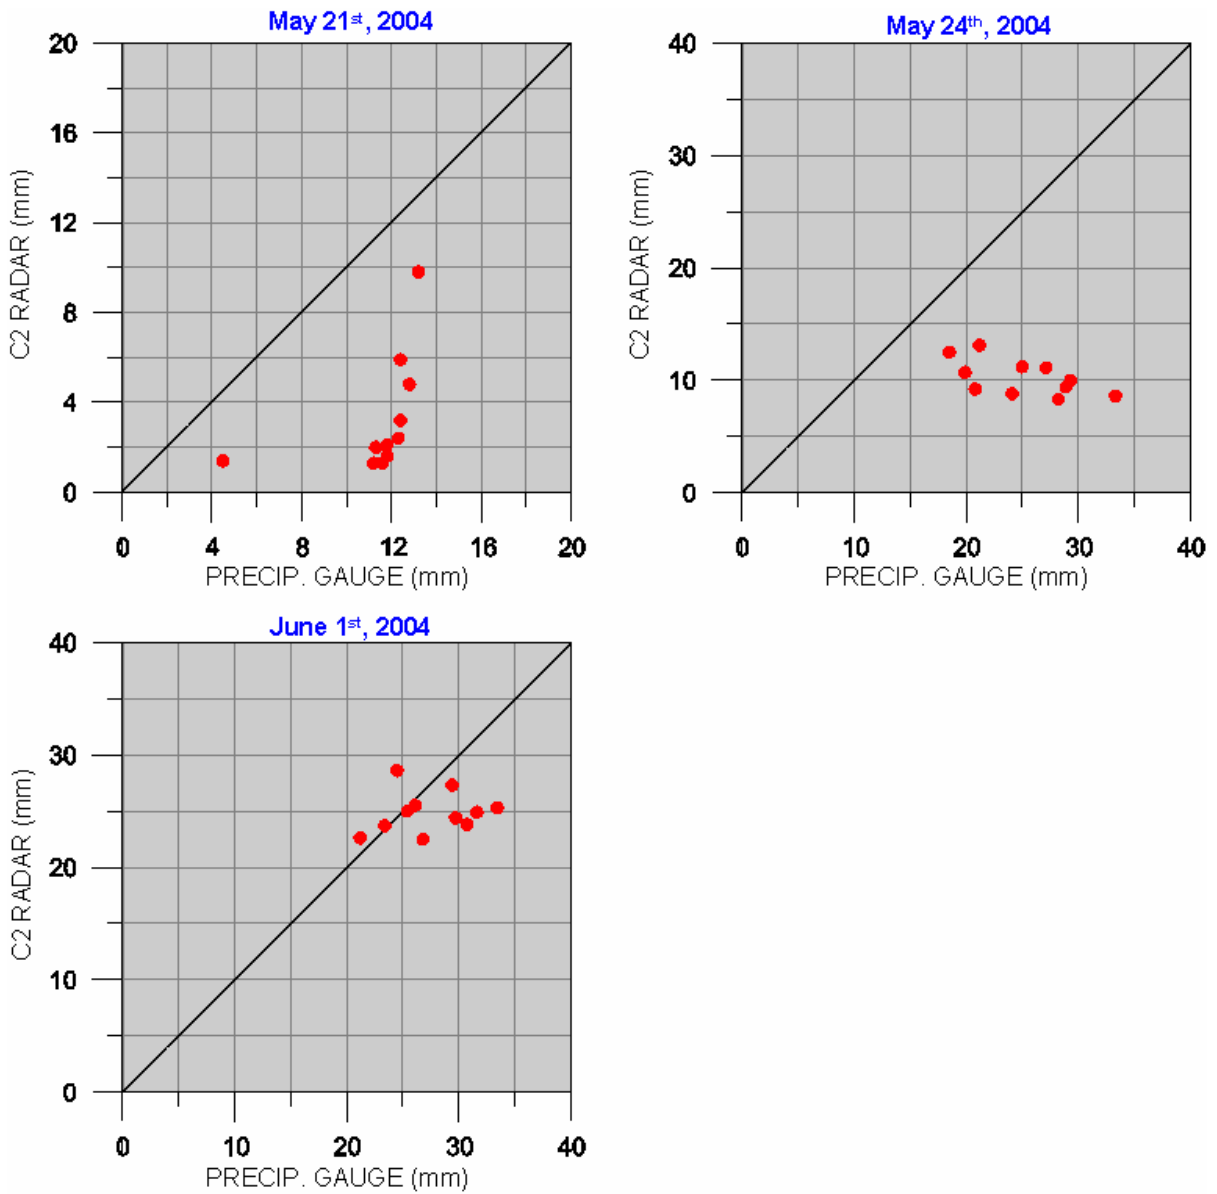 May 21st, 2004
20
16
12
8
4
0
C2 RADAR (mm)
0 4 8 12 16 20
PRECIP. GAUGE (mm)
May 24th, 2004
40
30
20
10
0
C2 RADAR (mm)
0 10 20 30 40
PRECIP. GAUGE (mm)
June 1st, 2004
40
30
20
10
0
C2 RADAR (mm)
0 10 20 30 40
PRECIP. GAUGE (mm)